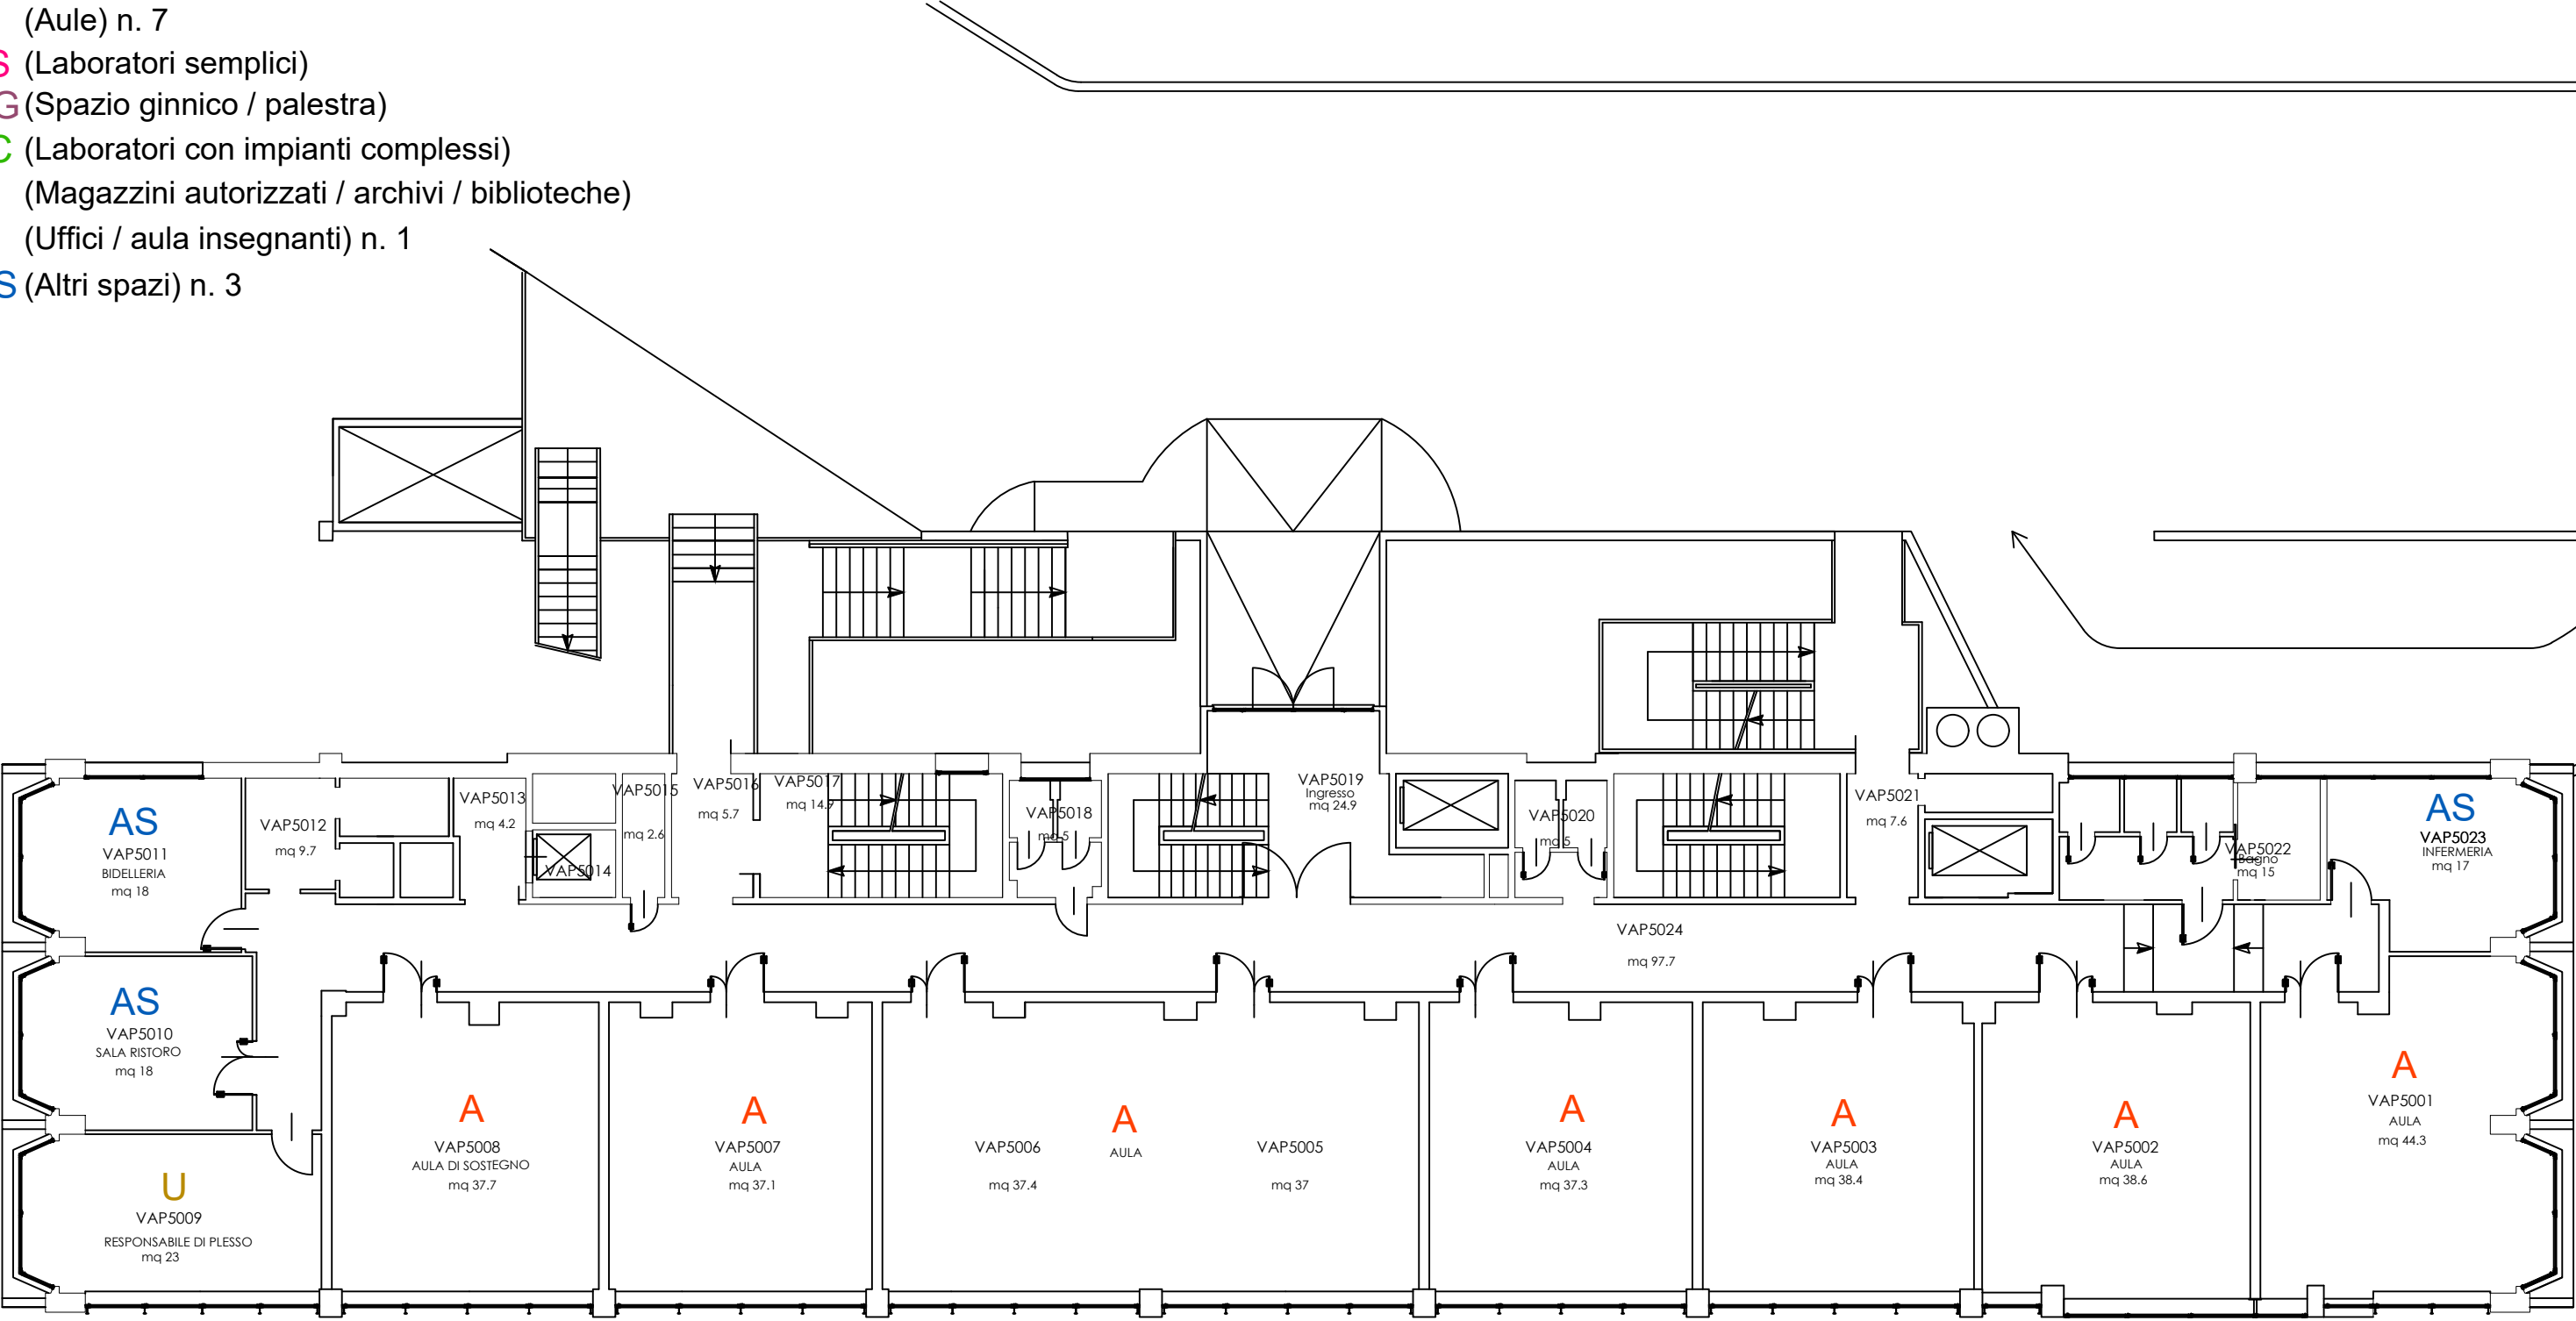 (Aule) n. 7
S (Laboratori semplici)
G (Spazio ginnico / palestra)
C (Laboratori con impianti complessi)
(Magazzini autorizzati / archivi / biblioteche)
(Uffici / aula insegnanti) n. 1
S (Altri spazi) n. 3
AS
VAP5011
BIDELLERIA
mq 18
VAP5012
mq 9.7
VAP5013
mq 4.2
VAP5014
VAP5015
mq 2.6
VAP5016
mq 5.7
VAP5017
mq 14.9
VAP5018
mq 5
VAP5019
Ingresso
mq 24.9
VAP5020
mq 5
VAP5021
mq 7.6
VAP5022
Bagno
mq 15
AS
VAP5023
INFERMERIA
mq 17
VAP5024
mq 97.7
AS
VAP5010
SALA RISTORO
mq 18
U
VAP5009
RESPONSABILE DI PLESSO
mq 23
A
VAP5008
AULA DI SOSTEGNO
mq 37.7
A
VAP5007
AULA
mq 37.1
VAP5006
mq 37.4
A
AULA
VAP5005
mq 37
A
VAP5004
AULA
mq 37.3
A
VAP5003
AULA
mq 38.4
A
VAP5002
AULA
mq 38.6
A
VAP5001
AULA
mq 44.3